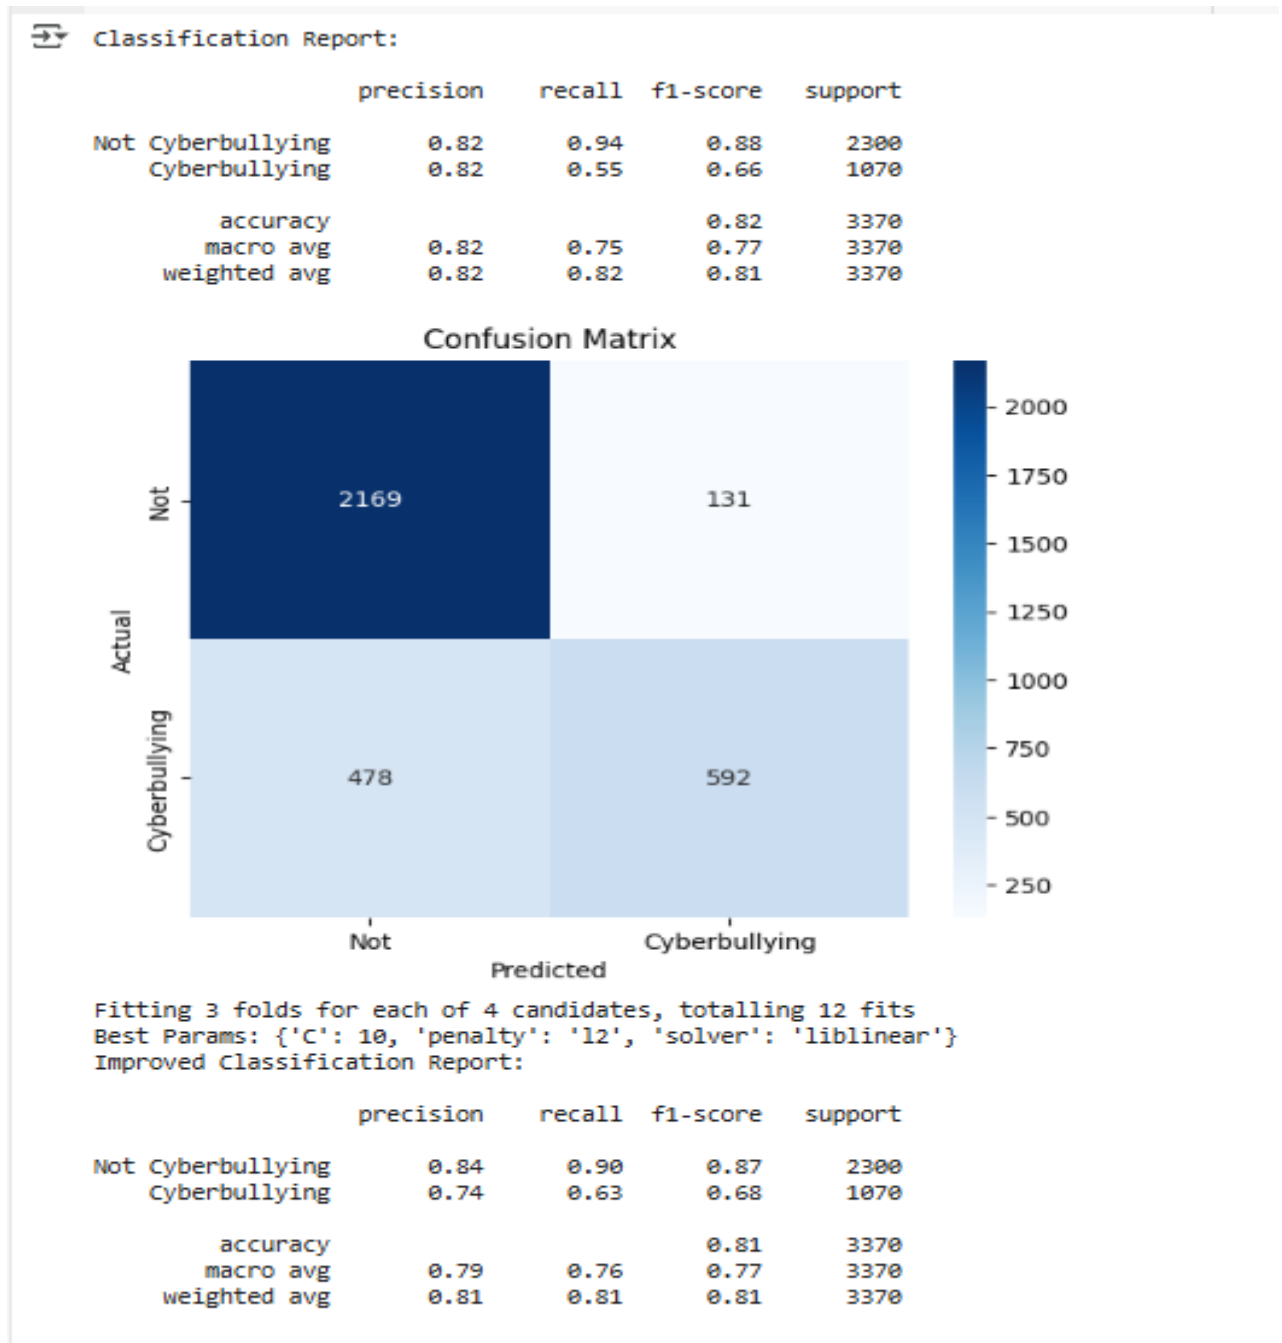 Classification Report:
precision recall f1-score support
Not Cyberbullying 0.82 0.94 0.88 2300
Cyberbullying 0.82 0.55 0.66 1070
accuracy 0.82 3370
macro avg 0.82 0.75 0.77 3370
weighted avg 0.82 0.82 0.81 3370
Confusion Matrix
Actual
Not
Cyberbullying
2169 131
478 592
Not Cyberbullying
Predicted
2000
1750
1500
1250
1000
750
500
250
Fitting 3 folds for each of 4 candidates, totalling 12 fits
Best Params: {'C': 10, 'penalty': 'l2', 'solver': 'liblinear'}
Improved Classification Report:
precision recall f1-score support
Not Cyberbullying 0.84 0.90 0.87 2300
Cyberbullying 0.74 0.63 0.68 1070
accuracy 0.81 3370
macro avg 0.79 0.76 0.77 3370
weighted avg 0.81 0.81 0.81 3370